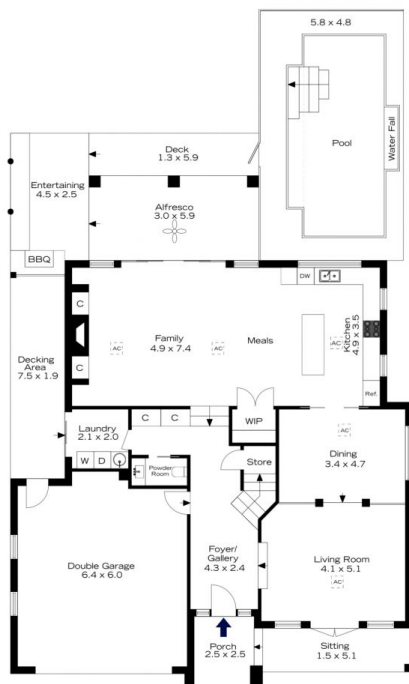 5.8 x 4.8
Pool
Water Fall
Deck
1.3 x 5.9
Entertaining
4.5 x 2.5
Alfresco
3.0 x 5.9
BBQ
DW
C
Family
4.9 x 7.4
Meals
Kitchen
4.9 x 3.5
AC
AC
AC
C
Decking
Area
7.5 x 1.9
Ref.
C
C
WIP
Laundry
2.1 x 2.0
AC
Dining
3.4 x 4.7
W
D
Powder
Room
Store
Double Garage
6.4 x 6.0
Foyer/
Gallery
4.3 x 2.4
Living Room
4.1 x 5.1
AC
Porch
2.5 x 2.5
Sitting
1.5 x 5.1